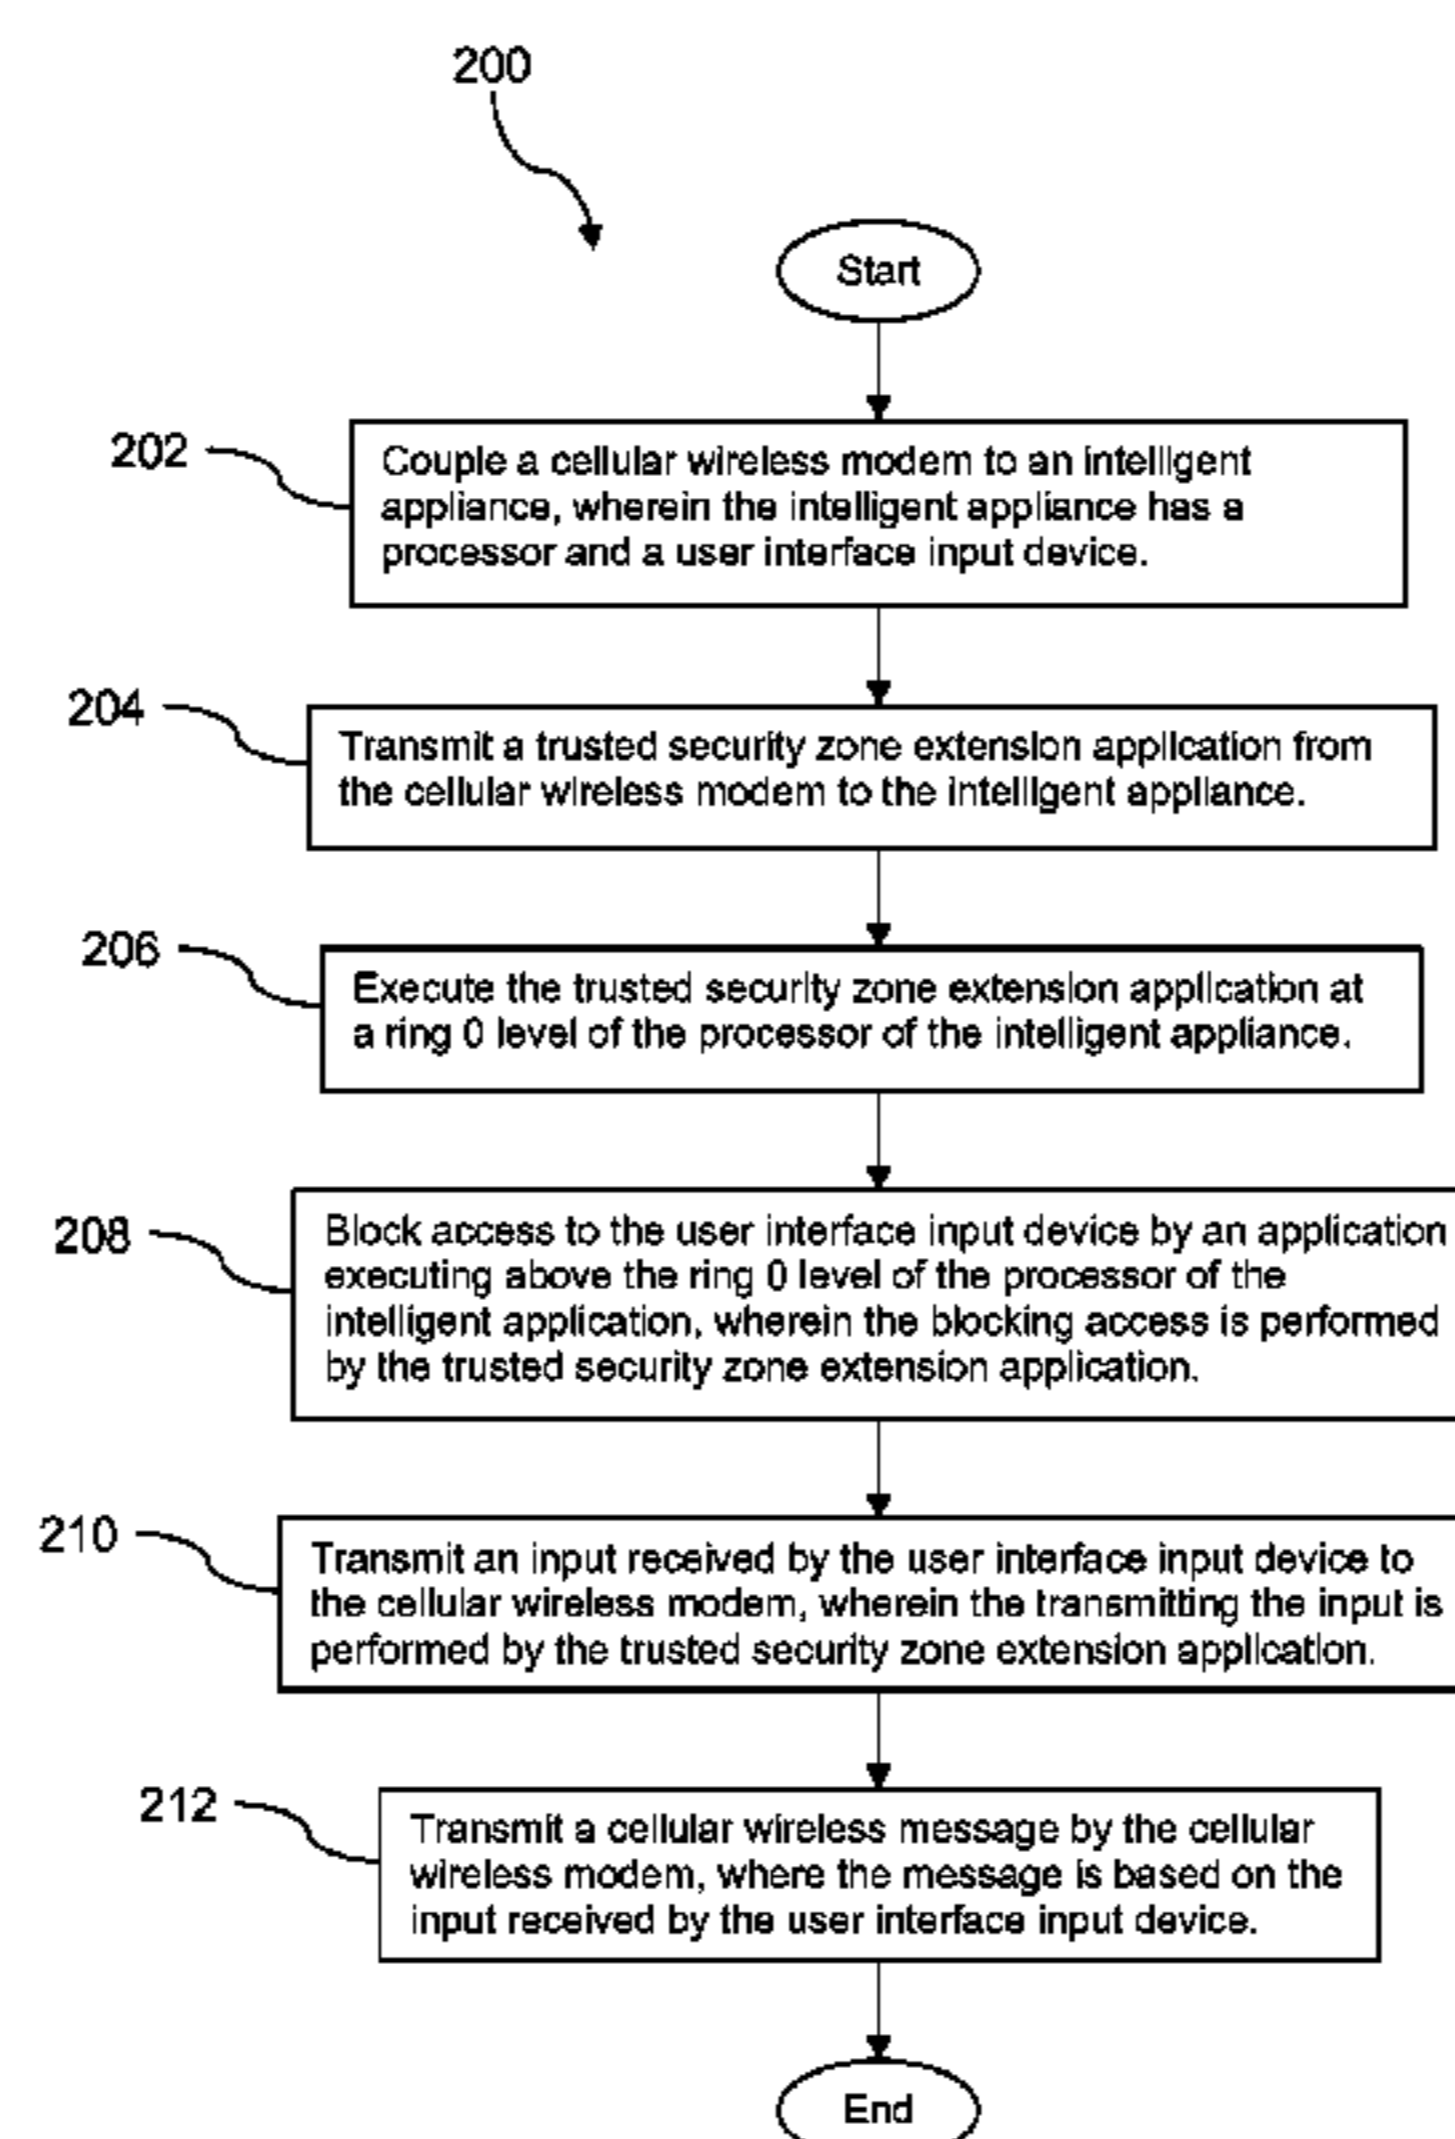 200
Start
202
Couple a cellular wireless modem to an intelligent
appliance, wherein the intelligent appliance has a
processor and a user interface input device.
204
Transmit a trusted security zone extension application from
the cellular wireless modem to the intelligent appliance.
206
Execute the trusted security zone extension application at
a ring 0 level of the processor of the intelligent appliance.
208
Block access to the user interface input device by an application
executing above the ring 0 level of the processor of the
intelligent application, wherein the blocking access is performed
by the trusted security zone extension application.
210
Transmit an input received by the user interface input device to
the cellular wireless modem, wherein the transmitting the input is
performed by the trusted security zone extension application.
212
Transmit a cellular wireless message by the cellular
wireless modem, where the message is based on the
input received by the user interface input device.
End